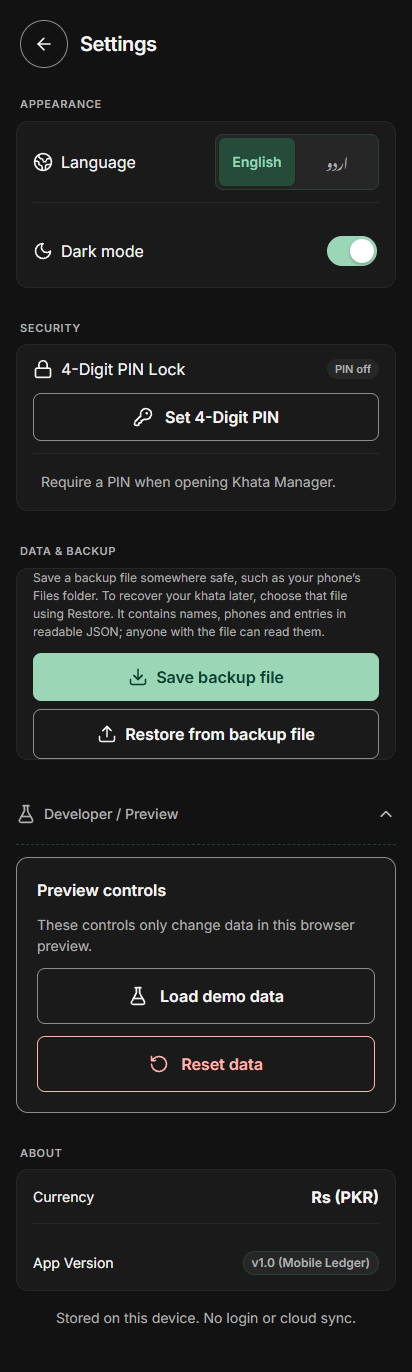 Settings
APPEARANCE
Language
English
اردو
Dark mode
SECURITY
4-Digit PIN Lock
PIN off
Set 4-Digit PIN
Require a PIN when opening Khata Manager.
DATA & BACKUP
Save a backup file somewhere safe, such as your phone's
Files folder. To recover your khata later, choose that file
using Restore. It contains names, phones and entries in
readable JSON; anyone with the file can read them.
Save backup file
Restore from backup file
Developer / Preview
Preview controls
These controls only change data in this browser
preview.
Load demo data
Reset data
ABOUT
Currency
Rs (PKR)
App Version
v1.0 (Mobile Ledger)
Stored on this device. No login or cloud sync.